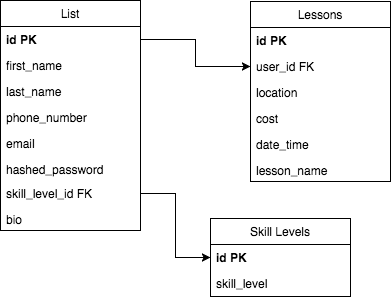 List
id PK
first_name
last_name
phone_number
email
hashed_password
skill_level_id FK
bio
Lessons
id PK
user_id FK
location
cost
date_time
lesson_name
Skill Levels
id PK
skill_level